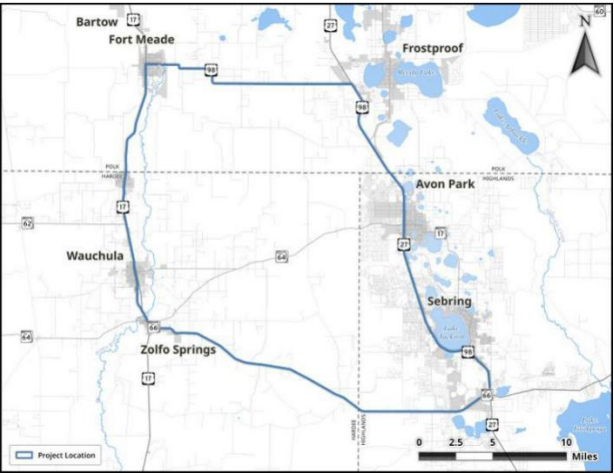 60
Bartow
17
27
N
Fort Meade
Frostproof
98
98
POLK
HARDEE
POLK
HIGHLANDS
Avon Park
17
62
17
27
64
Wauchula
Sebring
66
64
98
Zolfo Springs
17
66
HARDEE
HIGHLANDS
27
0 2.5 5 10
Miles
Project Location